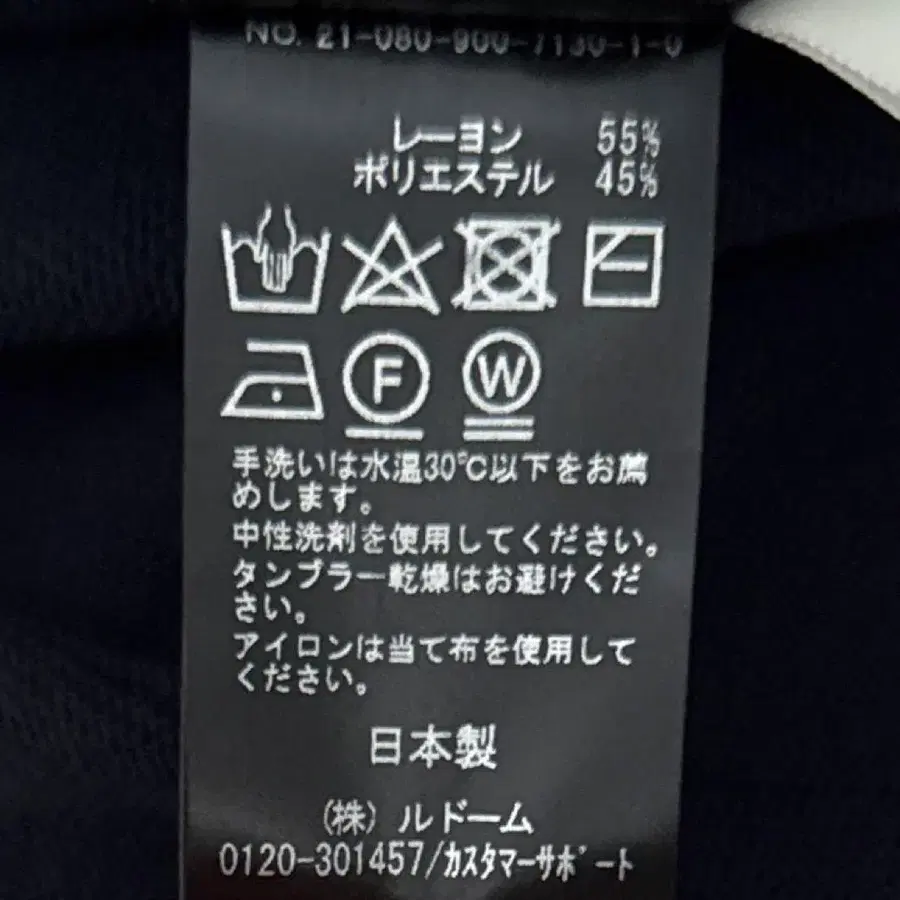 NO. 21-080-900-7130-1-0
レーヨン 55%
ポリエステル 45%
F W
手洗いは水温30℃以下をお薦
めします。
中性洗剤を使用してください。
タンブラー乾燥はお避けくだ
さい。
アイロンは当て布を使用して
ください。
日本製
(株) ルドーム
0120-301457/カスタマーサポート